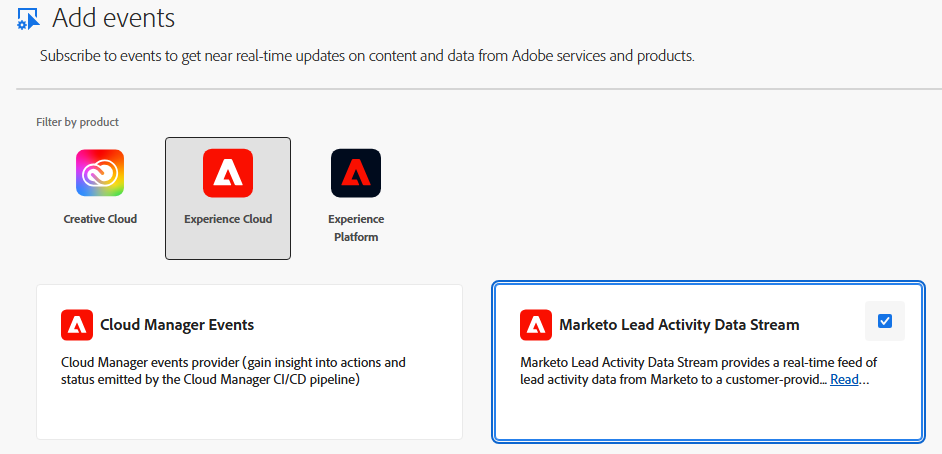 Add events
Subscribe to events to get near real-time updates on content and data from Adobe services and products.
Filter by product
Creative Cloud
Experience Cloud
Experience
Platform
Cloud Manager Events
Cloud Manager events provider (gain insight into actions and
status emitted by the Cloud Manager CI/CD pipeline)
Marketo Lead Activity Data Stream
Marketo Lead Activity Data Stream provides a real-time feed of
lead activity data from Marketo to a customer-provid... Read...